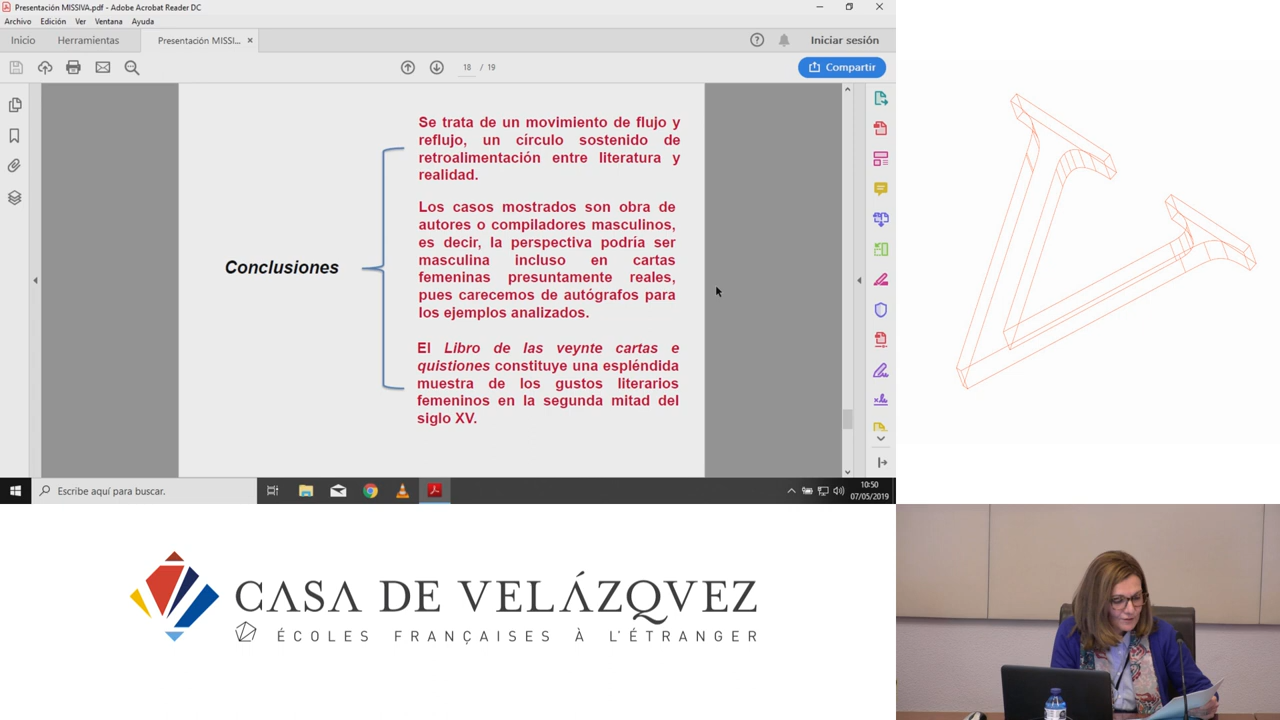 Presentación MISSIVA.pdf - Adobe Acrobat Reader DC
Archivo Edición Ver Ventana Ayuda
Inicio Herramientas Presentación MISSI... × Iniciar sesión
18 / 19 Compartir
Se trata de un movimiento de flujo y
reflujo, un círculo sostenido de
retroalimentación entre literatura y
realidad.
Los casos mostrados son obra de
autores o compiladores masculinos,
es decir, la perspectiva podría ser
masculina incluso en cartas
femeninas presuntamente reales,
pues carecemos de autógrafos para
los ejemplos analizados.
Conclusiones
El Libro de las veynte cartas e
quistiones constituye una espléndida
muestra de los gustos literarios
femeninos en la segunda mitad del
siglo XV.
Escribe aquí para buscar.
10:50
07/05/2019
CASA DE VELÁZQVEZ
ÉCOLES FRANÇAISES À L'ÉTRANGER